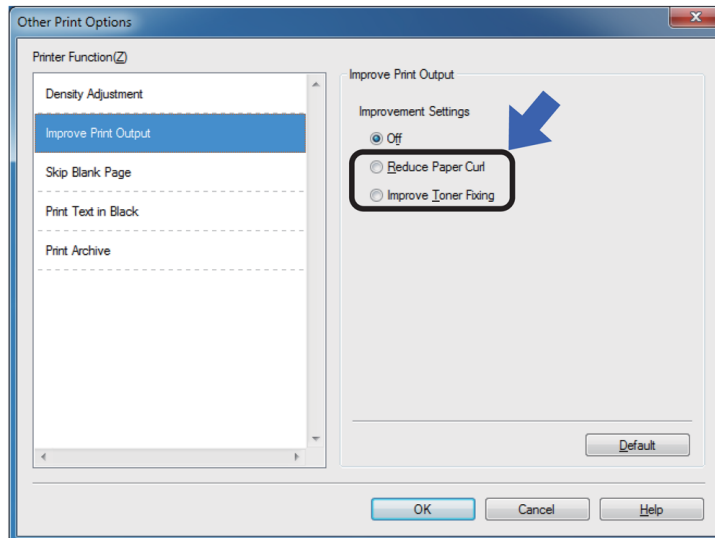 Other Print Options
Printer Function(Z)
Density Adjustment
Improve Print Output
Skip Blank Page
Print Text in Black
Print Archive
Improve Print Output
Improvement Settings
Off
Reduce Paper Curl
Improve Toner Fixing
Default
OK
Cancel
Help